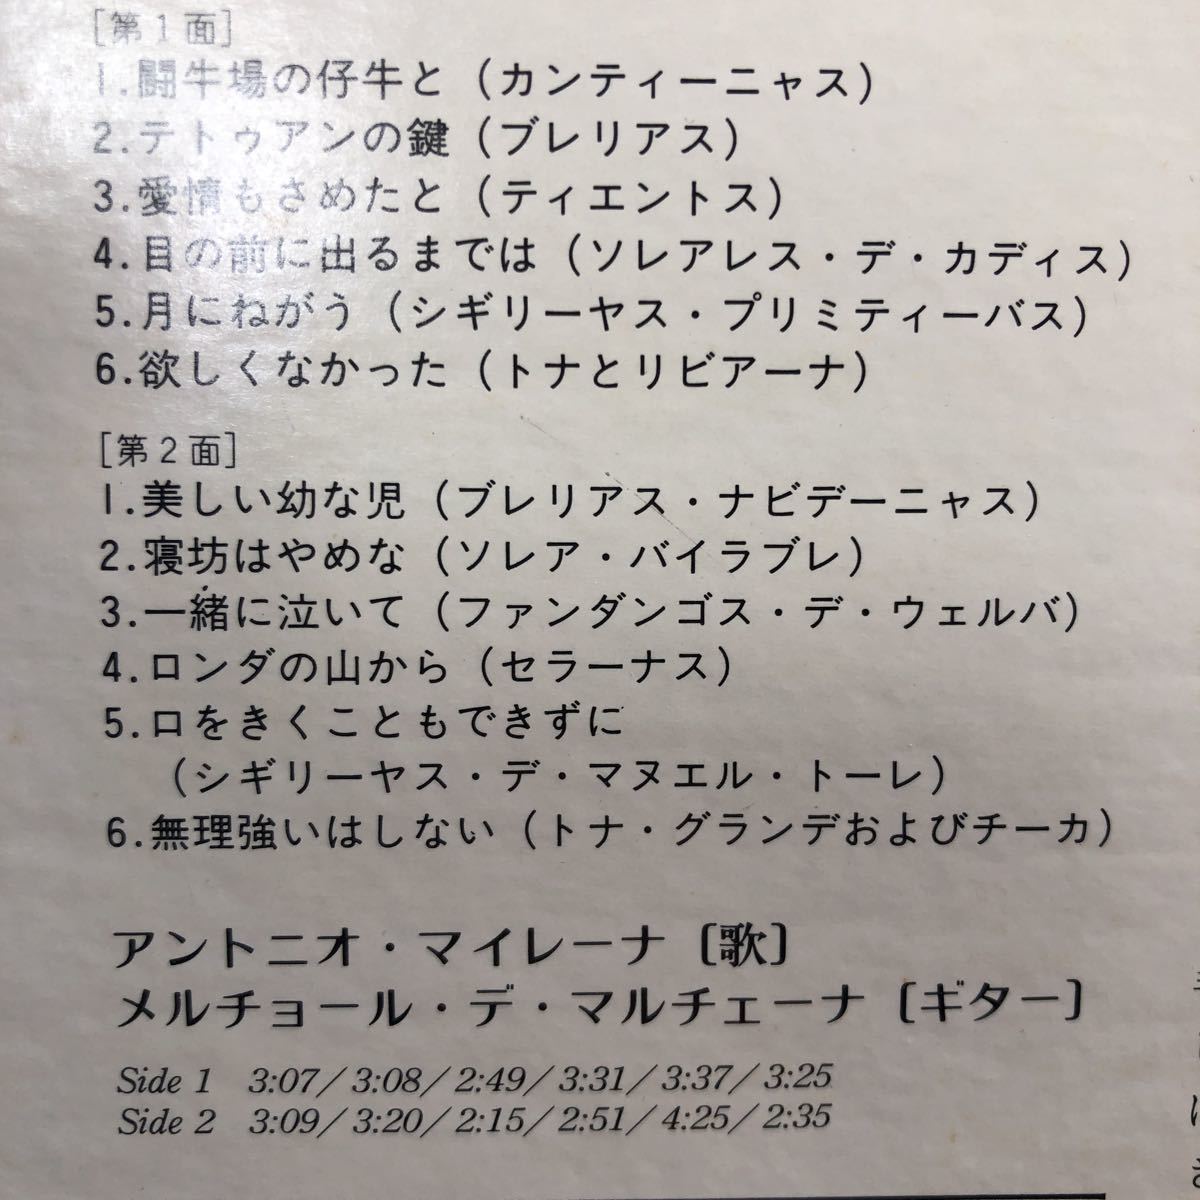 [第1面]
1.闘牛場の仔牛と（カンティーニャス）
2.テトゥアンの鍵（ブレリアス）
3.愛情もさめたと（ティエントス）
4.目の前に出るまでは（ソレアレス・デ・カディス）
5.月にねがう（シギリーヤス・プリミティーバス）
6.欲しくなかった（トナとリビアーナ）
[第2面]
1.美しい幼な児（ブレリアス・ナビデーニャス）
2.寝坊はやめな（ソレア・バイラブレ）
3.一緒に泣いて（ファンダンゴス・デ・ウェルバ）
4.ロンダの山から（セラーナス）
5.口をきくこともできずに
（シギリーヤス・デ・マヌエル・トーレ）
6.無理強いはしない（トナ・グランデおよびチーカ）
アントニオ・マイレーナ〔歌〕
メルチョール・デ・マルチェーナ〔ギター〕
Side 1 3:07/3:08/2:49/3:31/3:37/3:25
Side 2 3:09/3:20/2:15/2:51/4:25/2:35